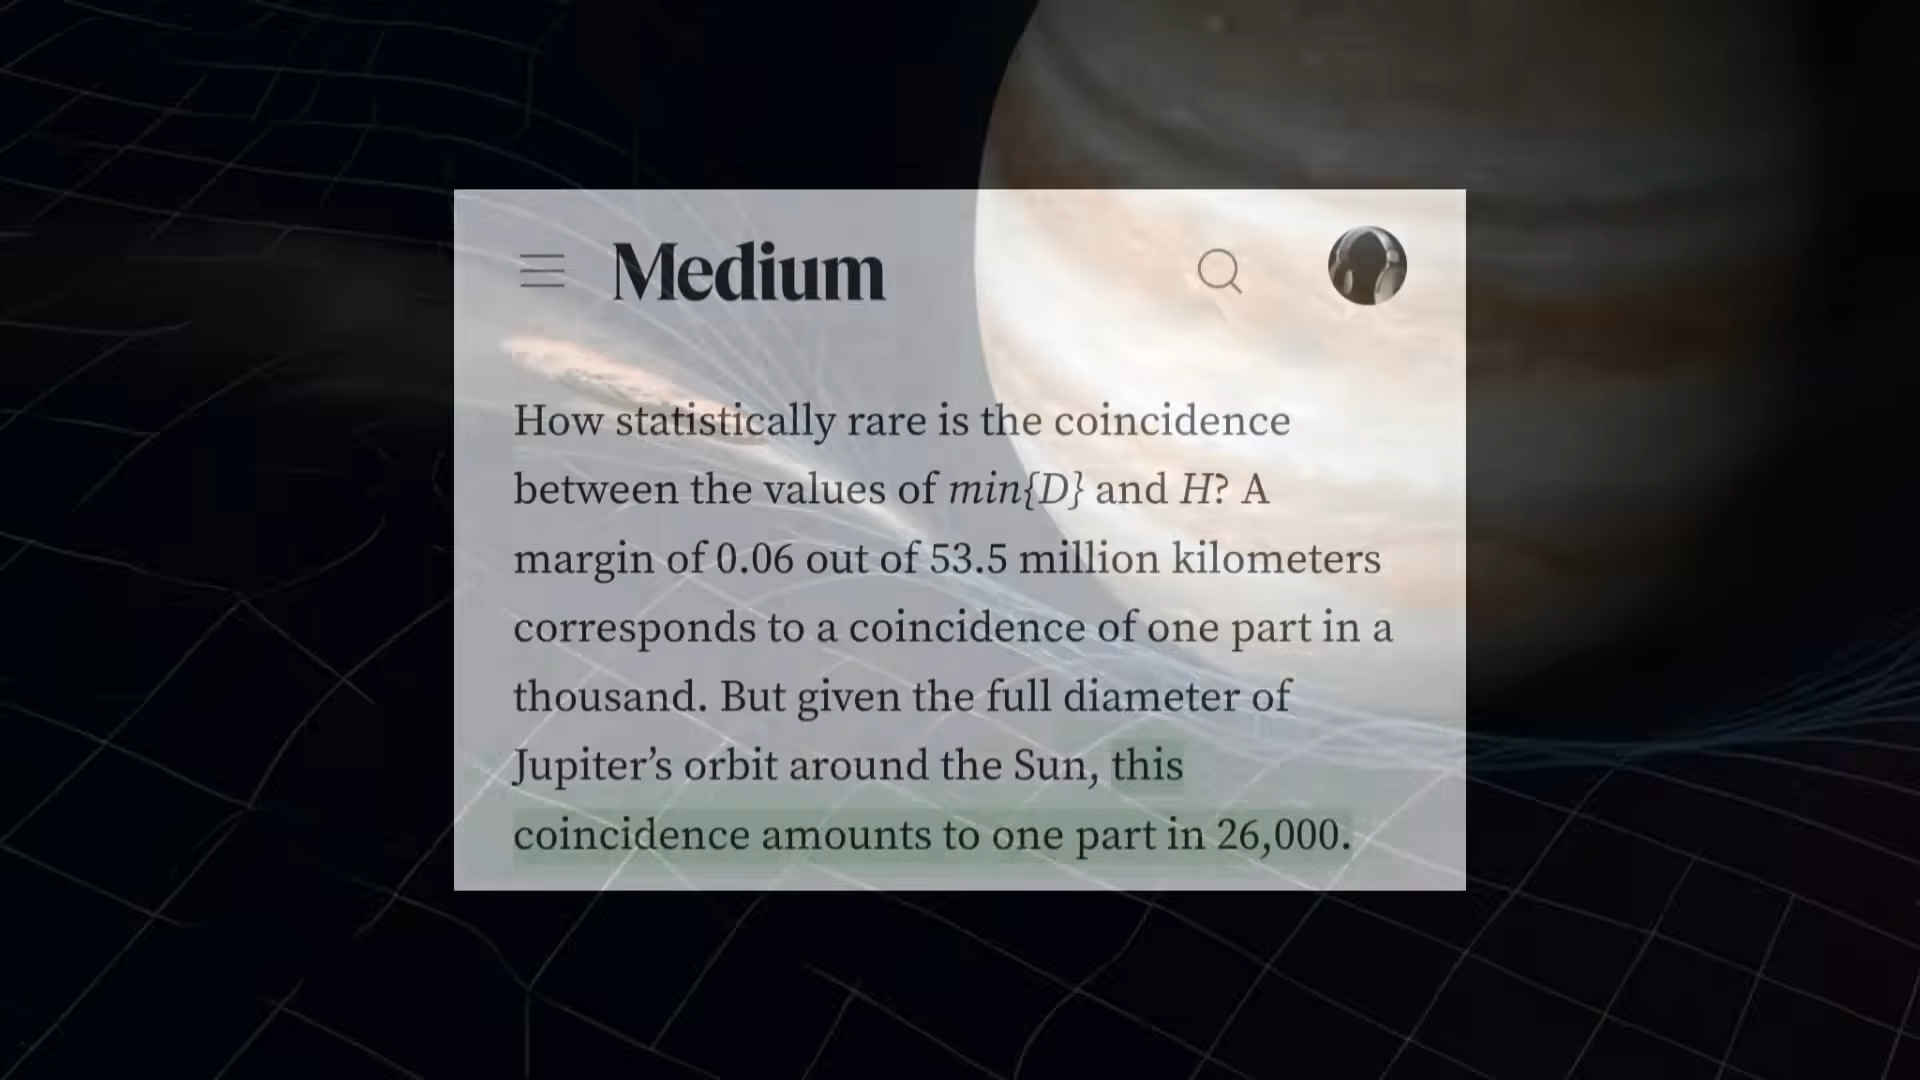 Medium
How statistically rare is the coincidence
between the values of min{D} and H? A
margin of 0.06 out of 53.5 million kilometers
corresponds to a coincidence of one part in a
thousand. But given the full diameter of
Jupiter’s orbit around the Sun, this
coincidence amounts to one part in 26,000.